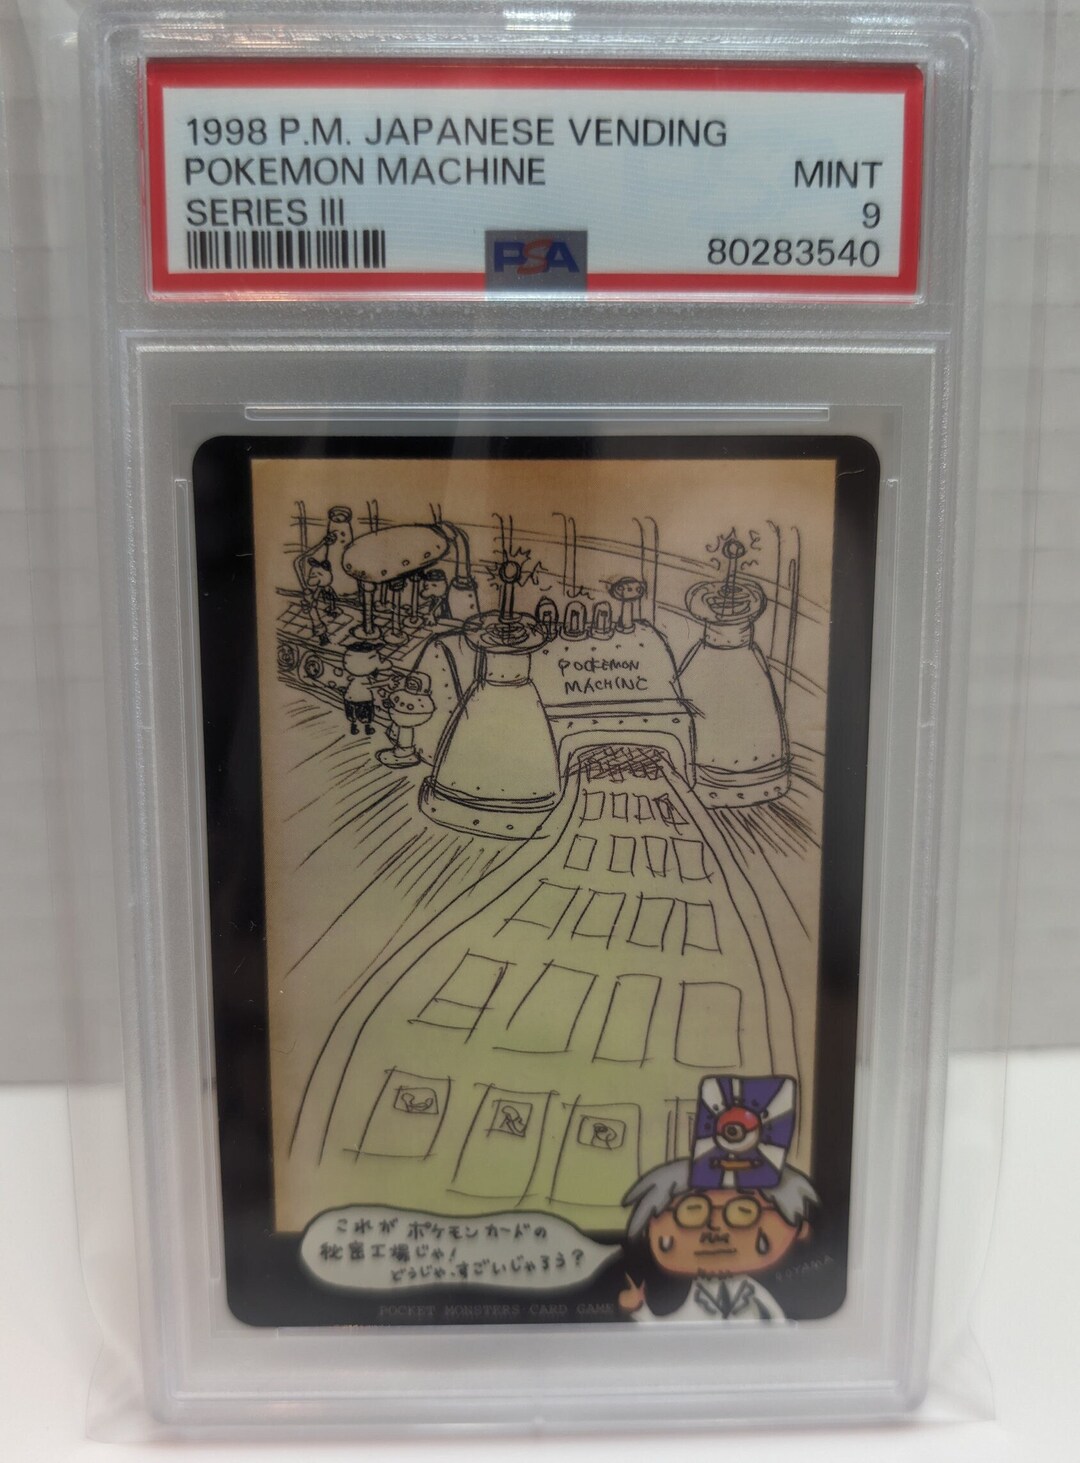 1998 P.M. JAPANESE VENDING
POKEMON MACHINE
MINT
SERIES III
9
PSA
80283540
POCKEMON
MACHINE
これが ポケモンカードの
秘密工場じゃ!
どうじゃ、すごいじゃろう?
POCKET MONSTERS CARD GAME